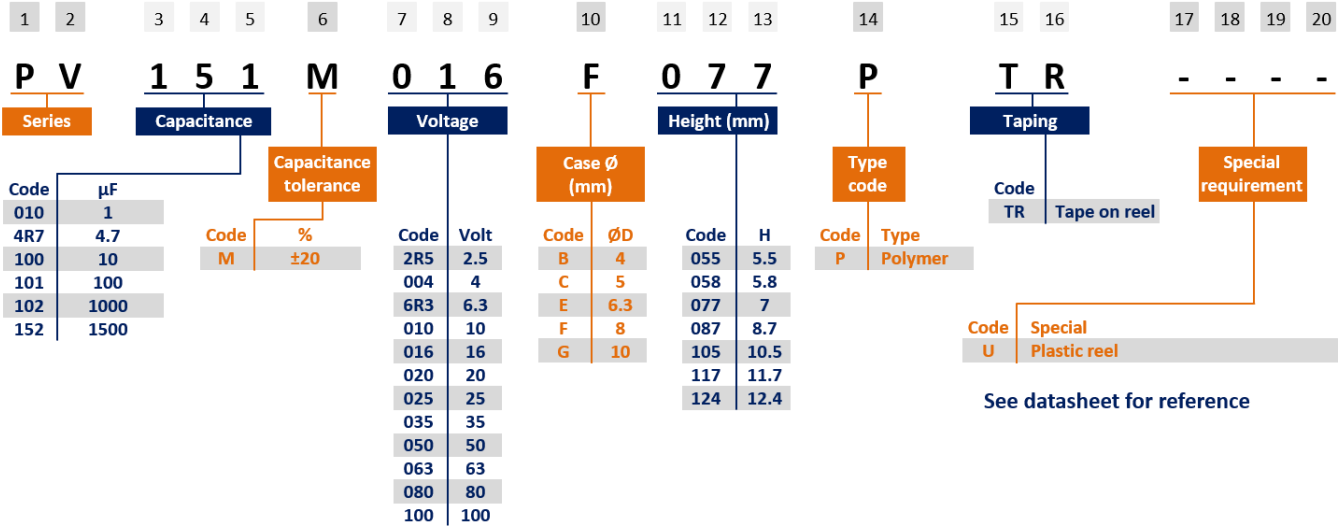 1 2 3 4 5 6 7 8 9 10 11 12 13 14 15 16 17 18 19 20
P V 1 5 1 M 0 1 6 F 0 7 7 P T R - - - -
Series
Capacitance
Capacitance
tolerance
Voltage
Case Ø
(mm)
Height (mm)
Type
code
Taping
Special
requirement
Code µF
010 1
4R7 4.7
100 10
101 100
102 1000
152 1500
Code %
M ±20
Code Volt
2R5 2.5
004 4
6R3 6.3
010 10
016 16
020 20
025 25
035 35
050 50
063 63
080 80
100 100
Code ØD
B 4
C 5
E 6.3
F 8
G 10
Code H
055 5.5
058 5.8
077 7
087 8.7
105 10.5
117 11.7
124 12.4
Code Type
P Polymer
Code
TR Tape on reel
Code Special
U Plastic reel
See datasheet for reference